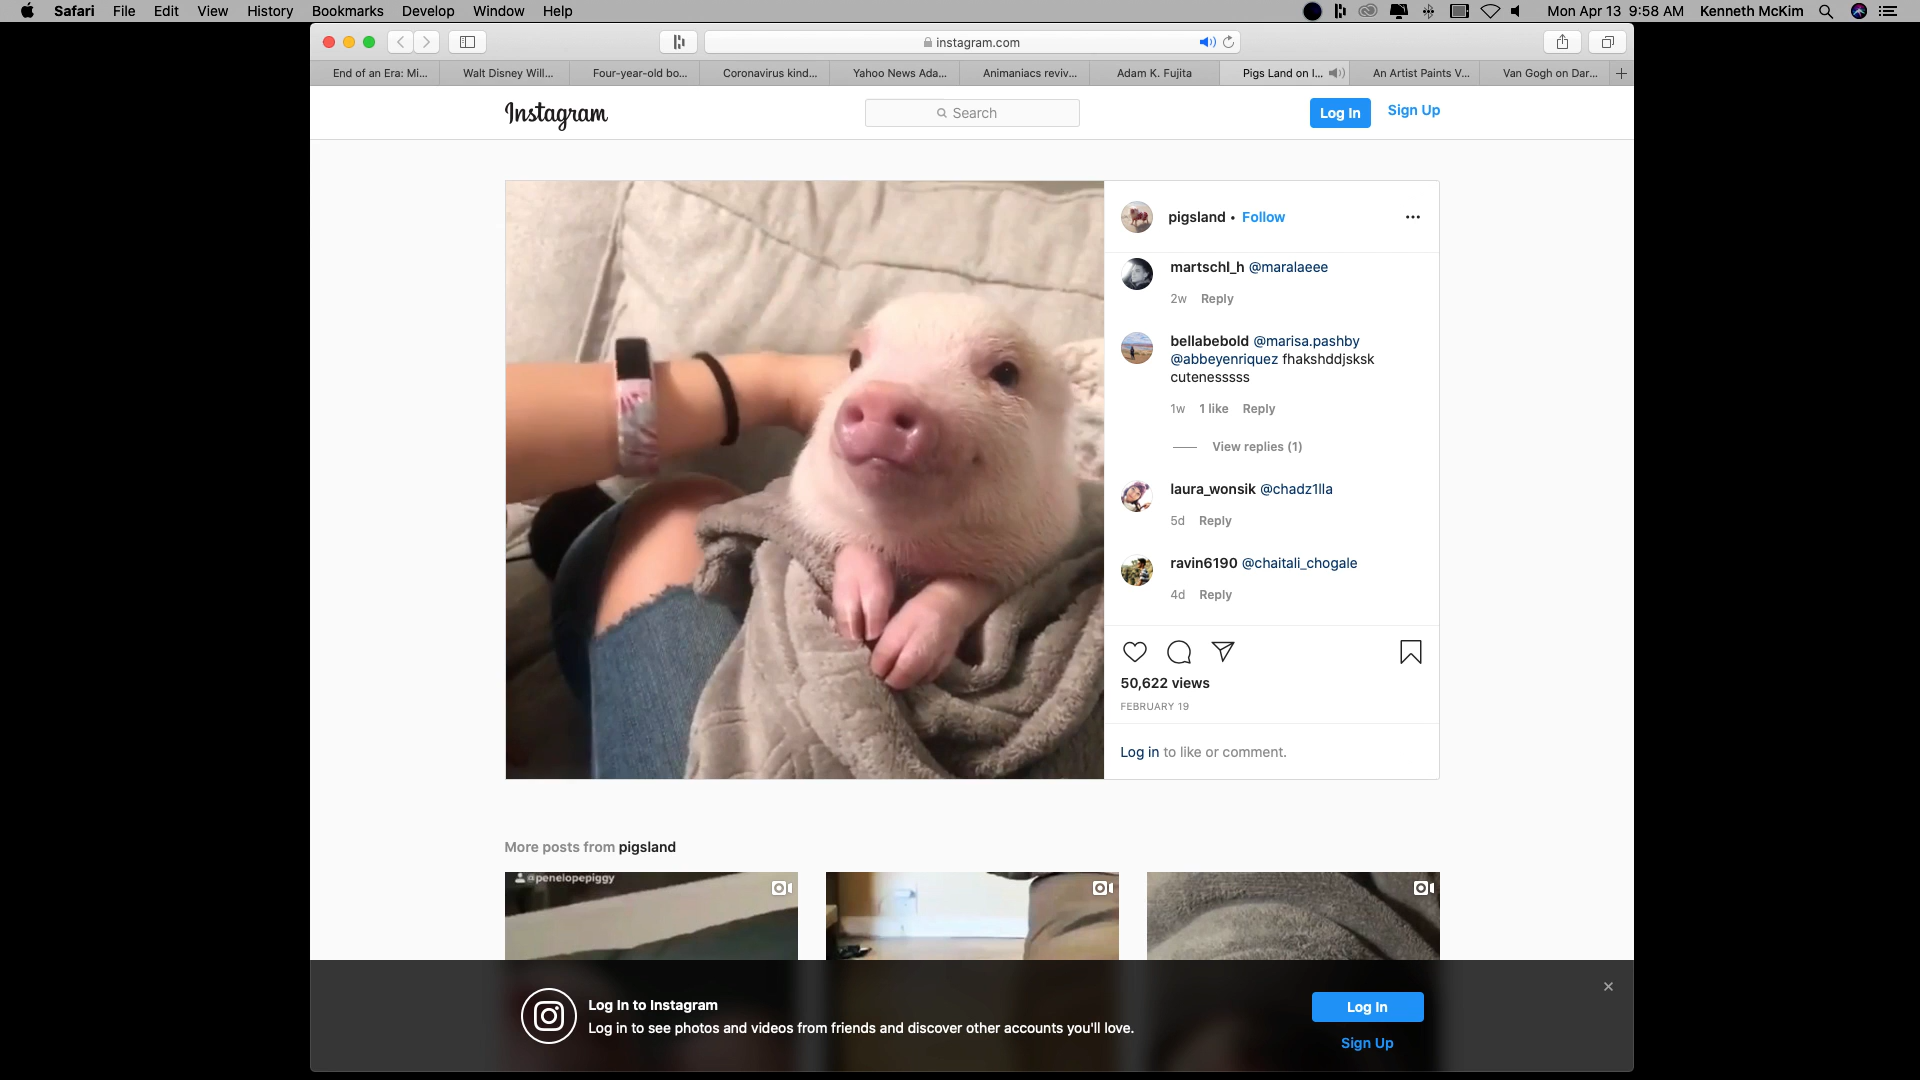 Safari File Edit View History Bookmarks Develop Window Help Mon Apr 13 9:58 AM Kenneth McKim
instagram.com
End of an Era: Mi... Walt Disney Will... Four-year-old bo... Coronavirus kind... Yahoo News Ada... Animaniacs reviv... Adam K. Fujita Pigs Land on I... An Artist Paints V... Van Gogh on Dar...
Instagram Search Log In Sign Up
pigsland • Follow
martschl_h @maralaeee
2w Reply
bellabebold @marisa.pashby
@abbeyenriquez fhakshddjsksk
cutenesssss
1w 1 like Reply
View replies (1)
laura_wonsik @chadz1lla
5d Reply
ravin6190 @chaitali_chogale
4d Reply
50,622 views
FEBRUARY 19
Log in to like or comment.
More posts from pigsland
@penelopepiggy
Log In to Instagram
Log in to see photos and videos from friends and discover other accounts you'll love.
Log In
Sign Up